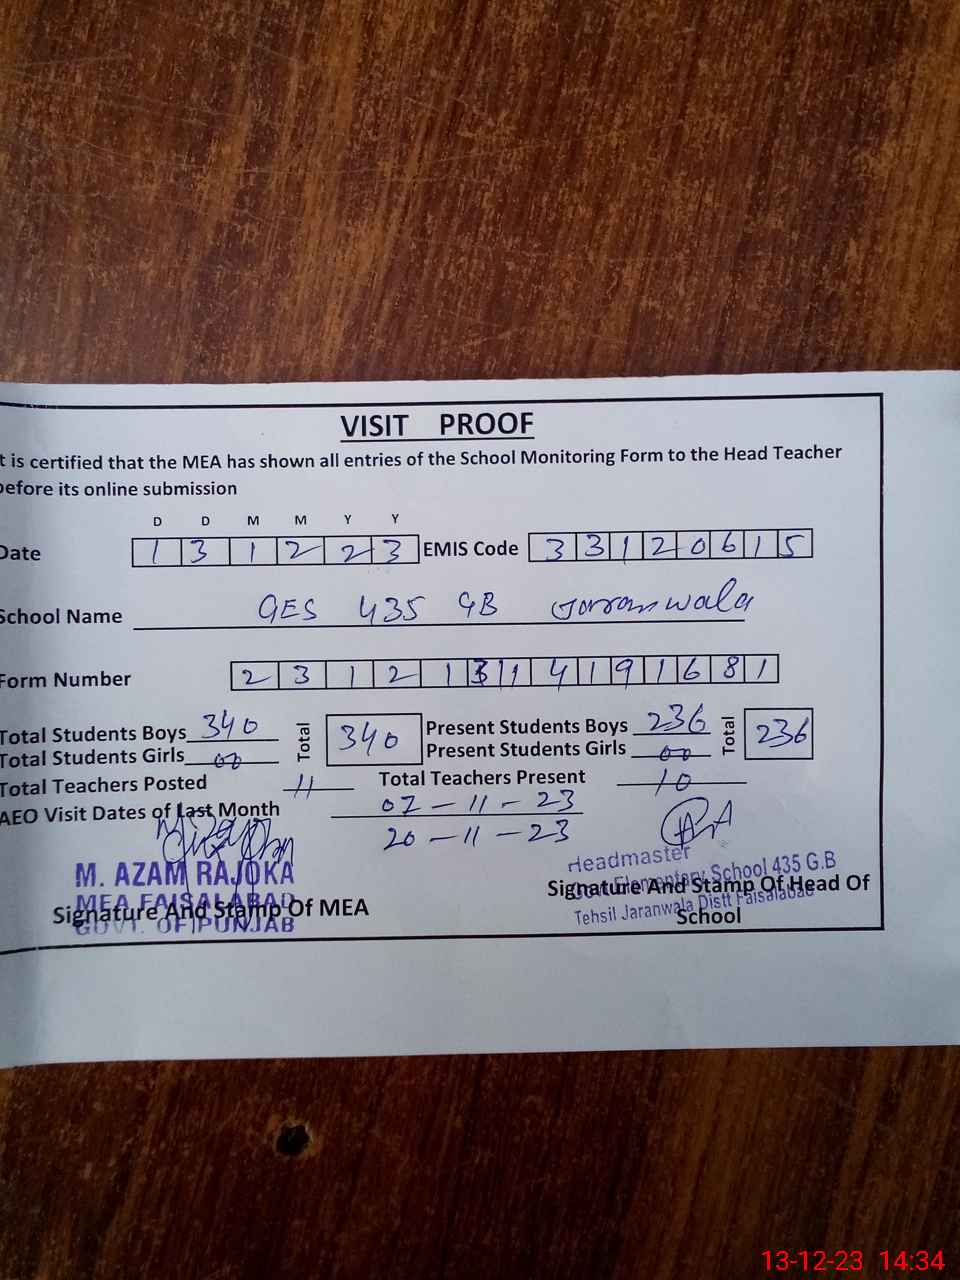 VISIT PROOF
t is certified that the MEA has shown all entries of the School Monitoring Form to the Head Teacher
before its online submission
D D M M Y Y
Date 1 3 1 2 2 3 EMIS Code 3 3 1 2 0 6 1 5
School Name GES 435 GB Jarranwala
Form Number 2 3 1 2 1 3 1 1 4 1 9 1 6 8 1
Total Students Boys 340 Total 340 Present Students Boys 236 Total 236
Total Students Girls 00 Present Students Girls 00
Total Teachers Posted 11 Total Teachers Present 10
AEO Visit Dates of Last Month 07-11-23
20-11-23
M. AZAM RAJOKA
MEA FAISALABAD
GOVT. OF PUNJAB
Signature And Stamp Of MEA
Headmaster
Govt. Elementary School 435 G.B
Tehsil Jaranwala Distt Faisalabad
Signature And Stamp Of Head Of
School
13-12-23 14:34